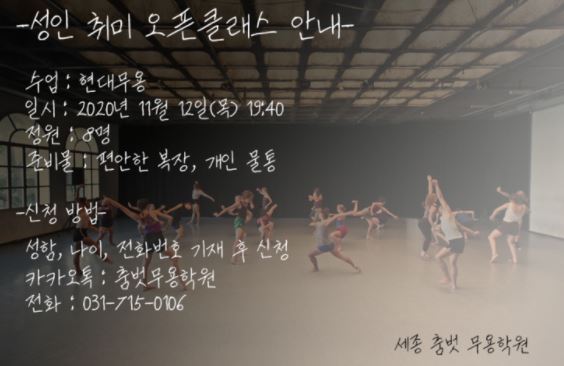 -성인 취미 오픈클래스 안내-
수업 : 현대무용
일시 : 2020년 11월 12일(목) 19:40
정원 : 8명
준비물 : 편안한 복장, 개인 물통
-신청 방법-
성함, 나이, 전화번호 기재 후 신청
카카오톡 : 춤벗무용학원
전화 : 031-715-0106
세종 춤벗 무용학원